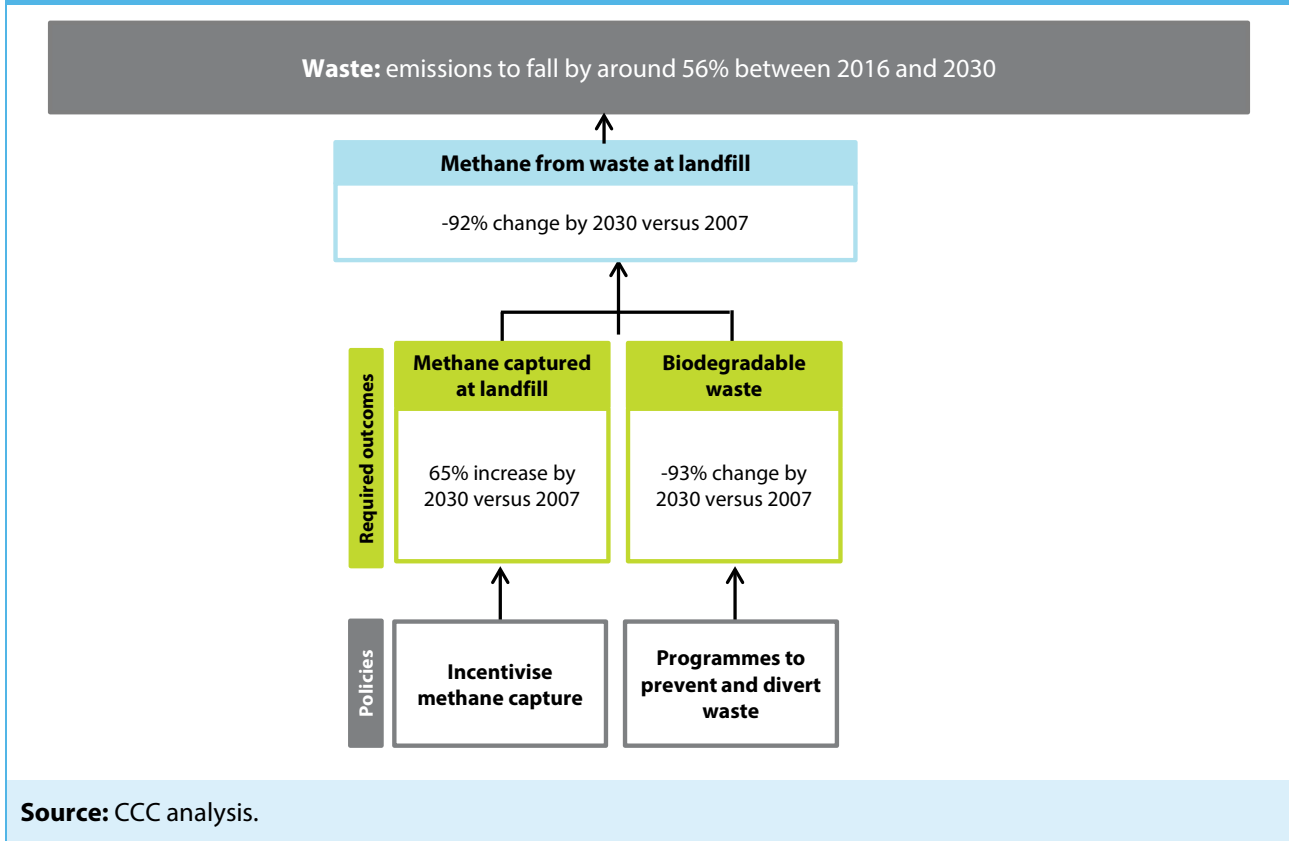 Waste: emissions to fall by around 56% between 2016 and 2030
Methane from waste at landfill
-92% change by 2030 versus 2007
Required outcomes
Methane captured
at landfill
65% increase by
2030 versus 2007
Biodegradable
waste
-93% change by
2030 versus 2007
Policies
Incentivise
methane capture
Programmes to
prevent and divert
waste
Source: CCC analysis.